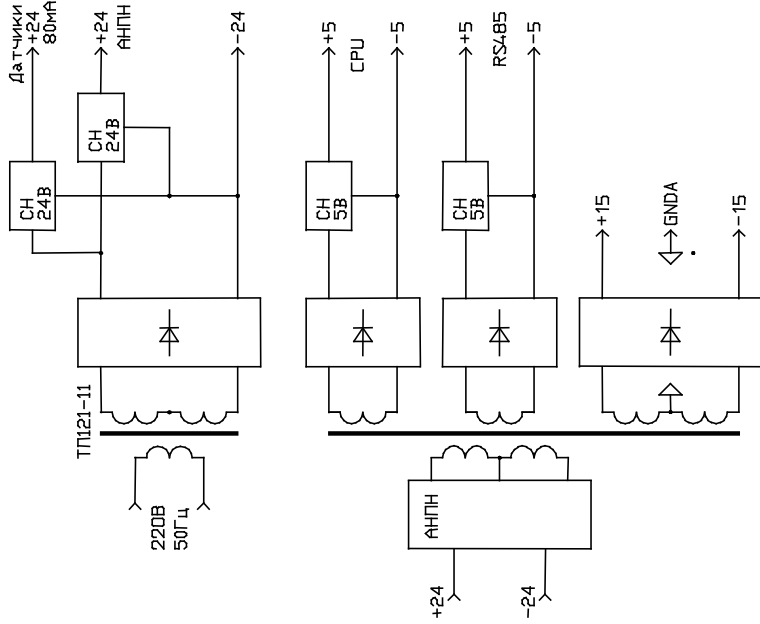 Датчики
+24
80мА
+24
АНПН
-24
+5
CPU
-5
+5
RS485
-5
СН
24В
СН
24В
СН
5В
СН
5В
+15
GNDA
-15
ТП121-11
220В
50Гц
АНПН
+24
-24